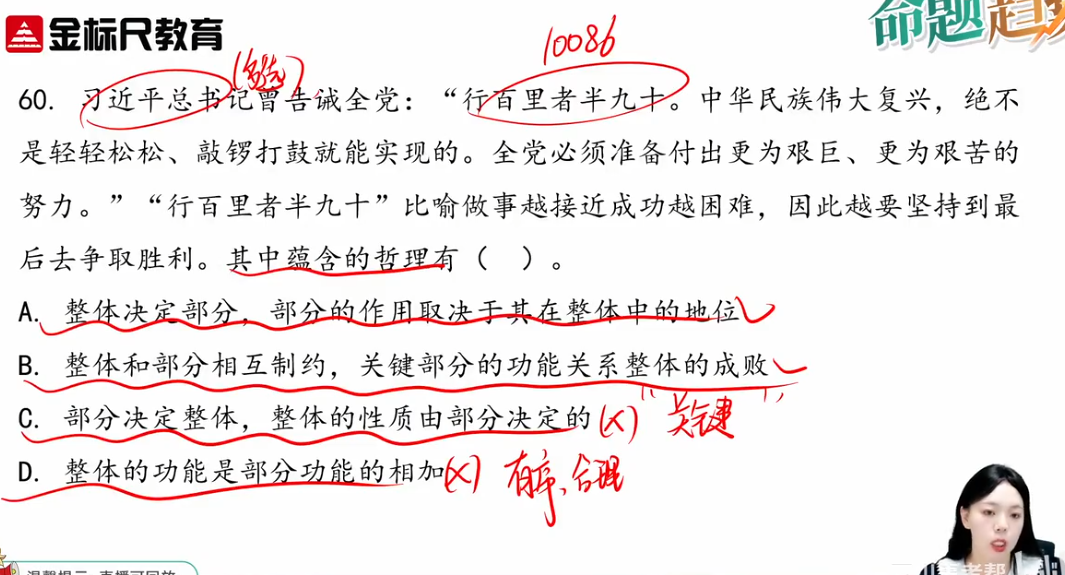 金标尺教育
命题趋势
(多选)
10086
60. 习近平总书记曾告诫全党：“行百里者半九十。中华民族伟大复兴，绝不
是轻轻松松、敲锣打鼓就能实现的。全党必须准备付出更为艰巨、更为艰苦的
努力。”“行百里者半九十”比喻做事越接近成功越困难，因此越要坚持到最
后去争取胜利。其中蕴含的哲理有（ ）。
A. 整体决定部分，部分的作用取决于其在整体中的地位
B. 整体和部分相互制约，关键部分的功能关系整体的成败
C. 部分决定整体，整体的性质由部分决定的 (×) “关键”
D. 整体的功能是部分功能的相加 (×) 有序、合理